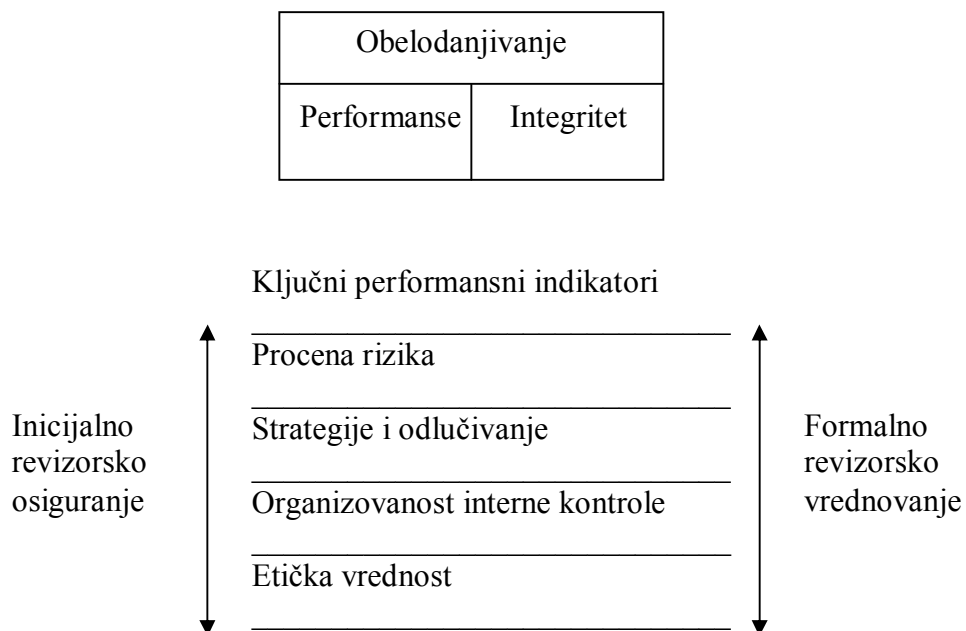 Obelodanjivanje
Performanse
Integritet
Ključni performansni indikatori
Procena rizika
Strategije i odlučivanje
Organizovanost interne kontrole
Etička vrednost
Inicijalno
revizorsko
osiguranje
Formalno
revizorsko
vrednovanje